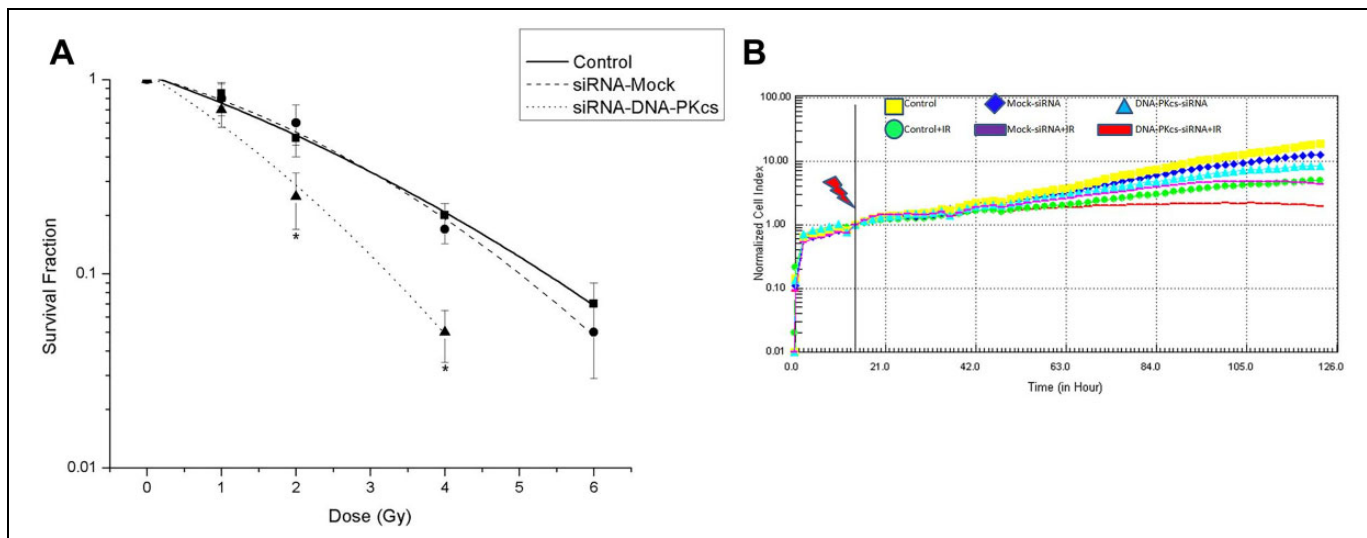 A
Control
siRNA-Mock
siRNA-DNA-PKcs
Survival Fraction
1
0.1
0.01
*
*
0 1 2 3 4 5 6
Dose (Gy)
B
Control Mock-siRNA DNA-PKcs-siRNA
Control+IR Mock-siRNA+IR DNA-PKcs-siRNA+IR
Normalized Cell Index
100.00
10.00
1.00
0.10
0.01
0.0 21.0 42.0 63.0 84.0 105.0 126.0
Time (in Hour)